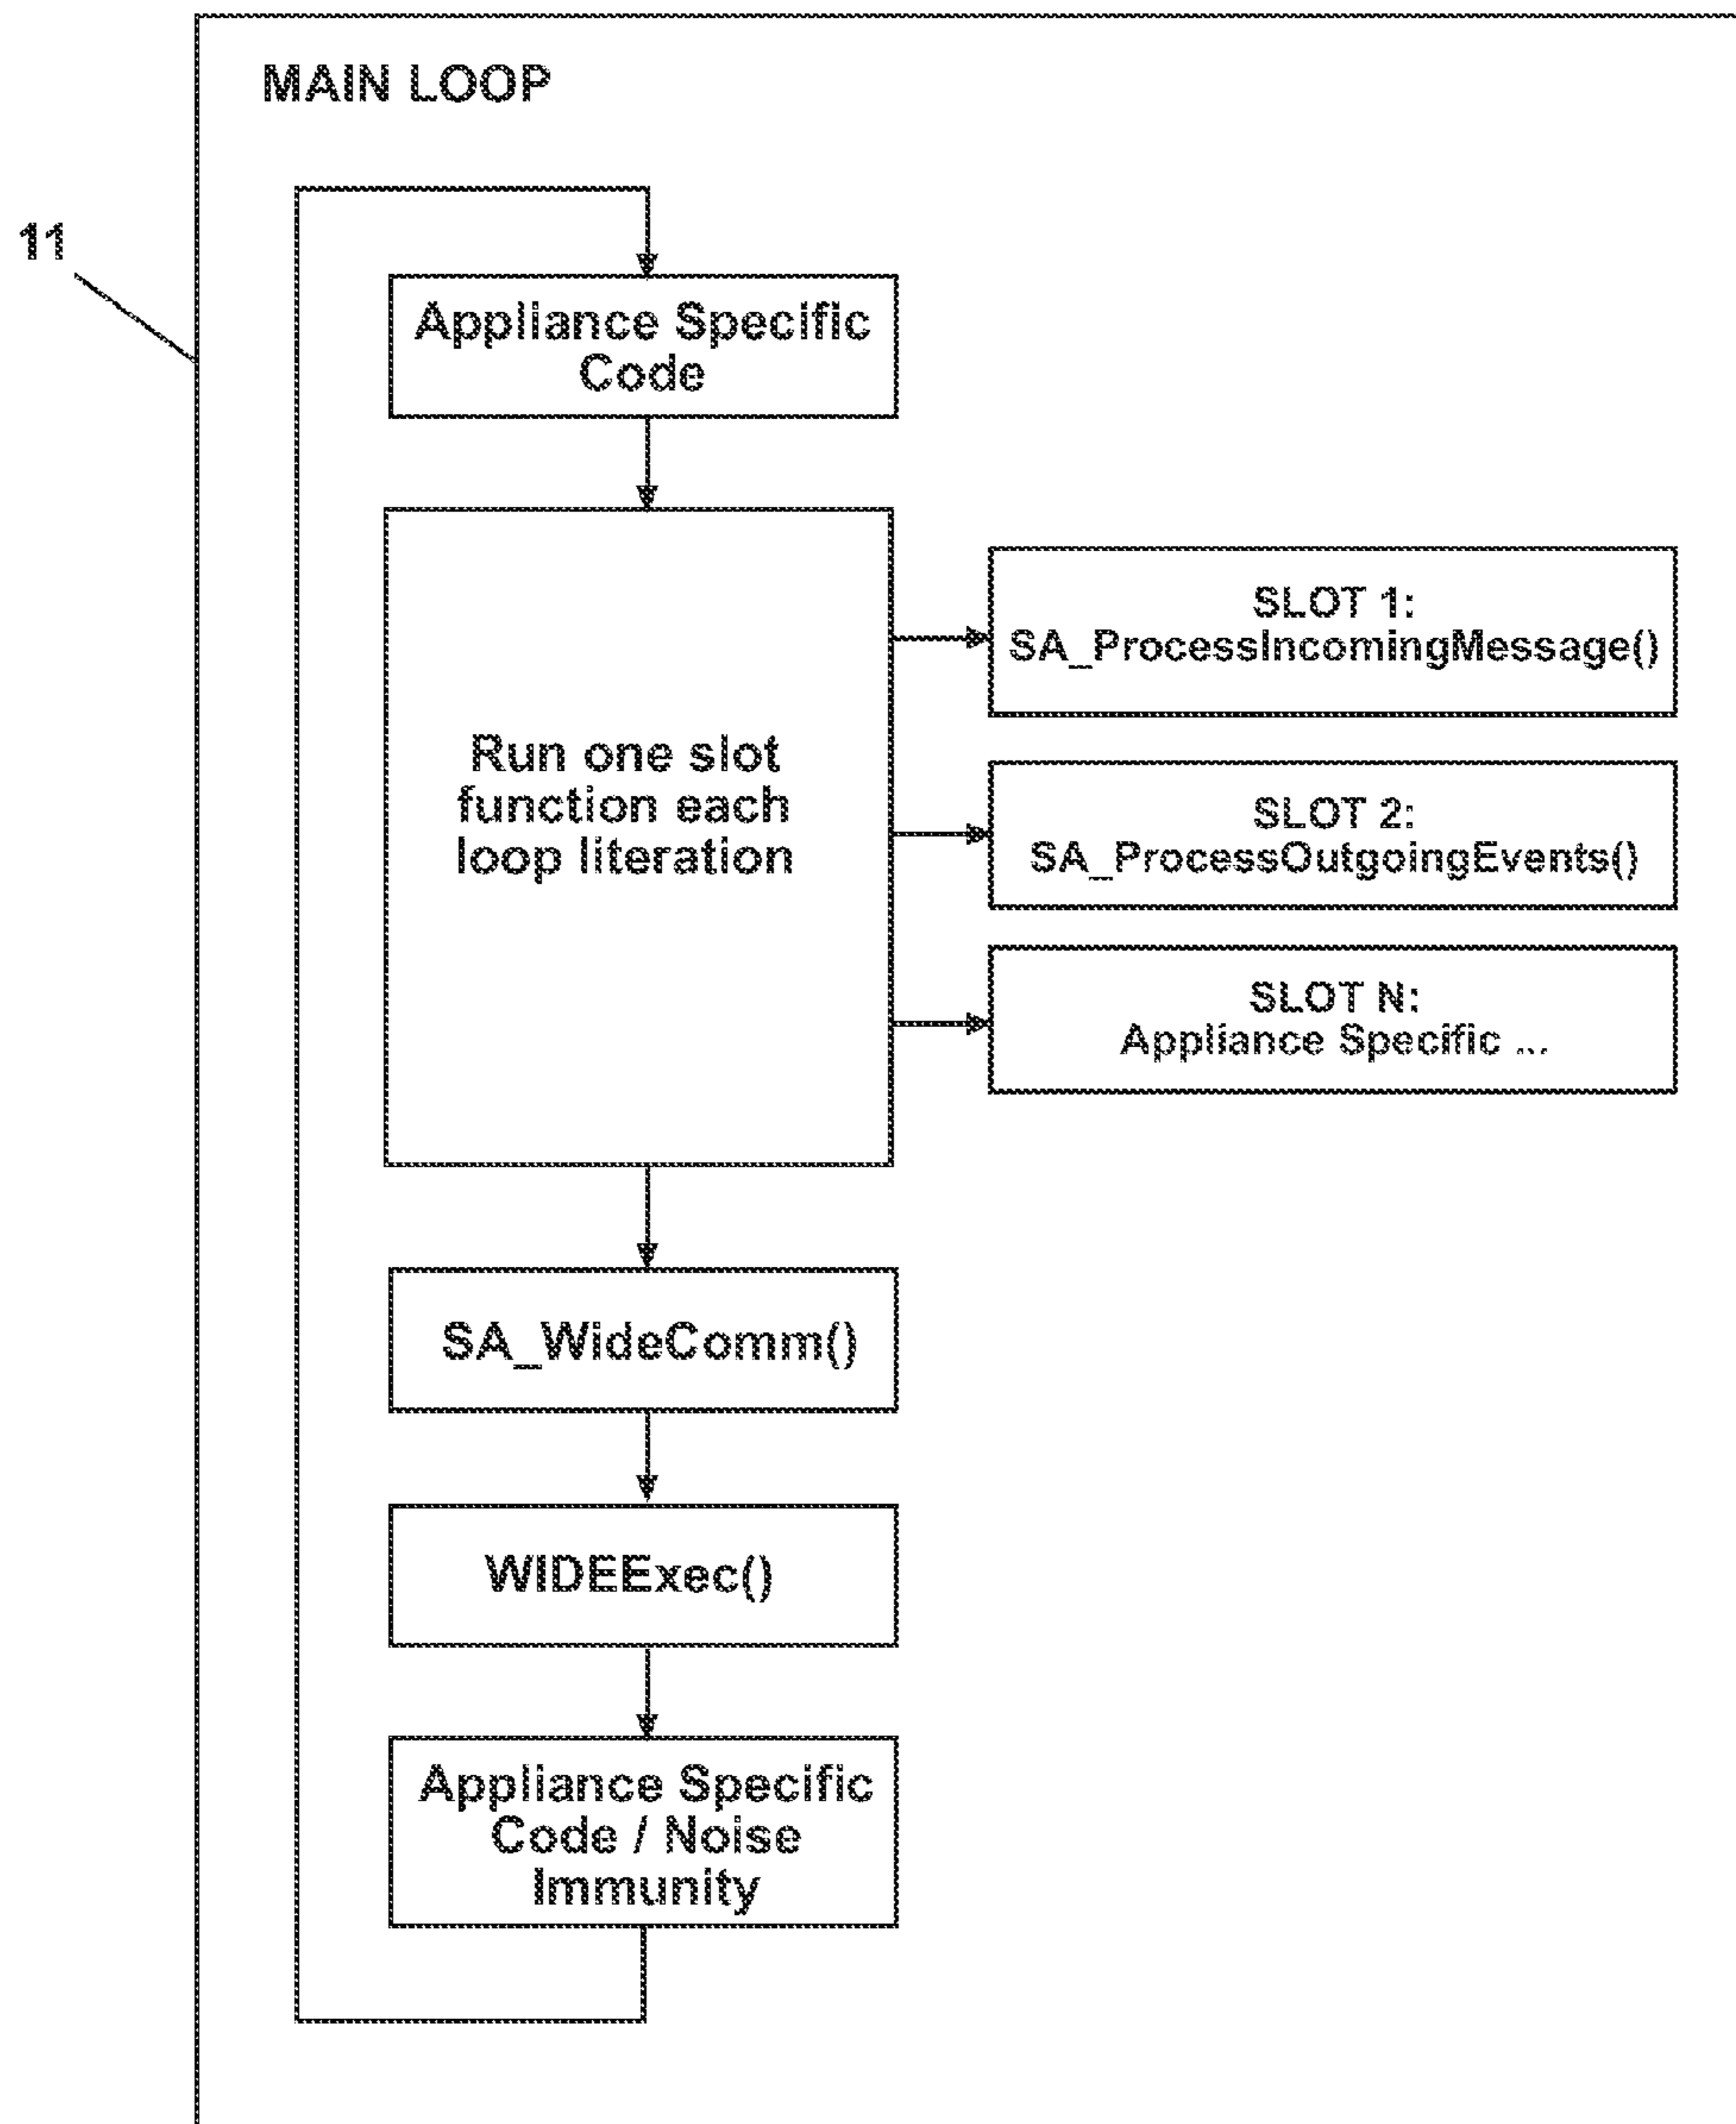 MAIN LOOP
11
Appliance Specific
Code
Run one slot
function each
loop literation
SLOT 1:
SA_ProcessIncomingMessage()
SLOT 2:
SA_ProcessOutgoingEvents()
SLOT N:
Appliance Specific ...
SA_WideComm()
WIDEExec()
Appliance Specific
Code / Noise
Immunity